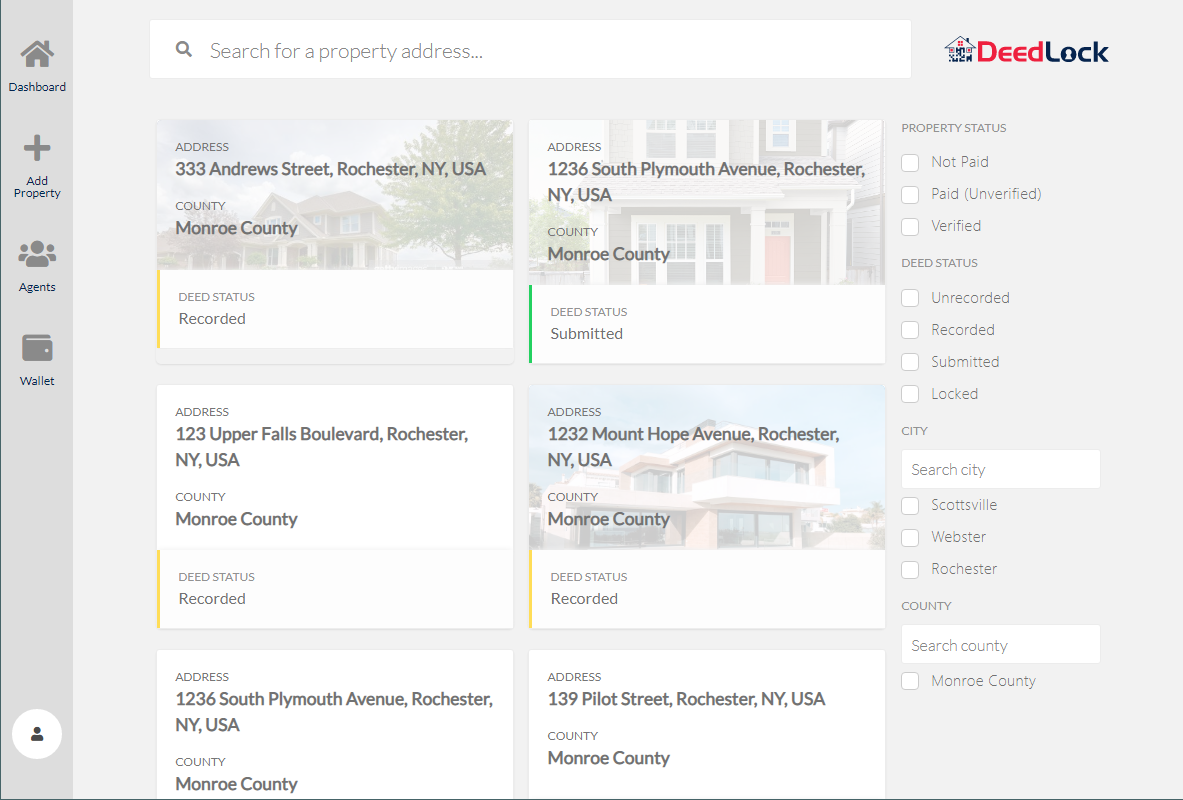 Dashboard
Add
Property
Agents
Wallet
Search for a property address...
DeedLock
ADDRESS
333 Andrews Street, Rochester, NY, USA
COUNTY
Monroe County
DEED STATUS
Recorded
ADDRESS
1236 South Plymouth Avenue, Rochester,
NY, USA
COUNTY
Monroe County
DEED STATUS
Submitted
ADDRESS
123 Upper Falls Boulevard, Rochester,
NY, USA
COUNTY
Monroe County
DEED STATUS
Recorded
ADDRESS
1232 Mount Hope Avenue, Rochester,
NY, USA
COUNTY
Monroe County
DEED STATUS
Recorded
ADDRESS
1236 South Plymouth Avenue, Rochester,
NY, USA
COUNTY
Monroe County
ADDRESS
139 Pilot Street, Rochester, NY, USA
COUNTY
Monroe County
PROPERTY STATUS
Not Paid
Paid (Unverified)
Verified
DEED STATUS
Unrecorded
Recorded
Submitted
Locked
CITY
Search city
Scottsville
Webster
Rochester
COUNTY
Search county
Monroe County